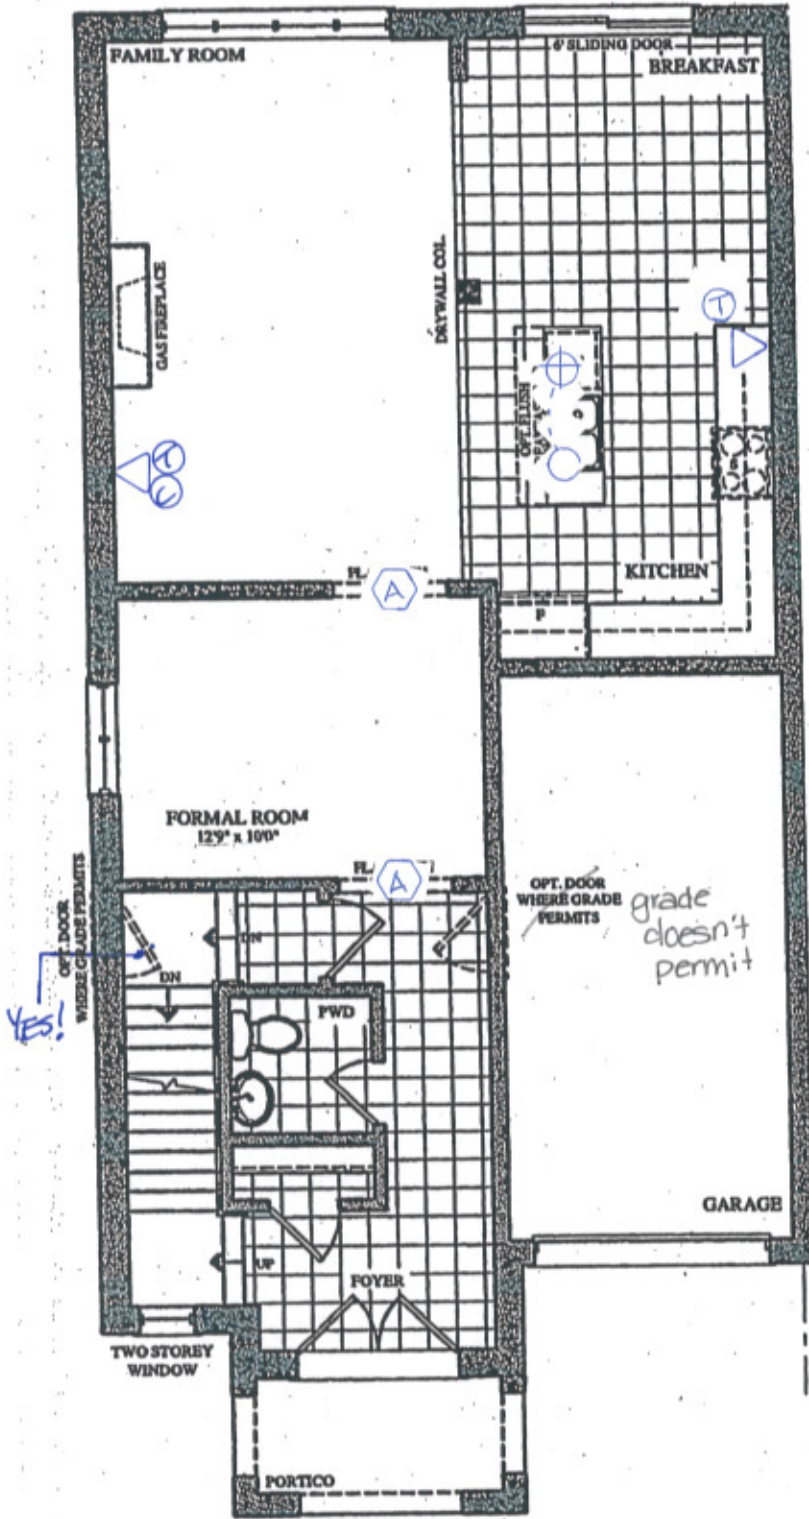 6' SLIDING DOOR
FAMILY ROOM
BREAKFAST
GAS FIREPLACE
DRYWALL COL.
T
OPT. FLUSH
T
C
KITCHEN
A
F
FORMAL ROOM
12'9" x 10'0"
A
OPT. DOOR
WHERE GRADE PERMITS
OPT. DOOR
WHERE GRADE
PERMITS
grade
doesn't
permit
DN
DN
YES!
PWD
GARAGE
UP
FOYER
TWO STOREY
WINDOW
PORTICO